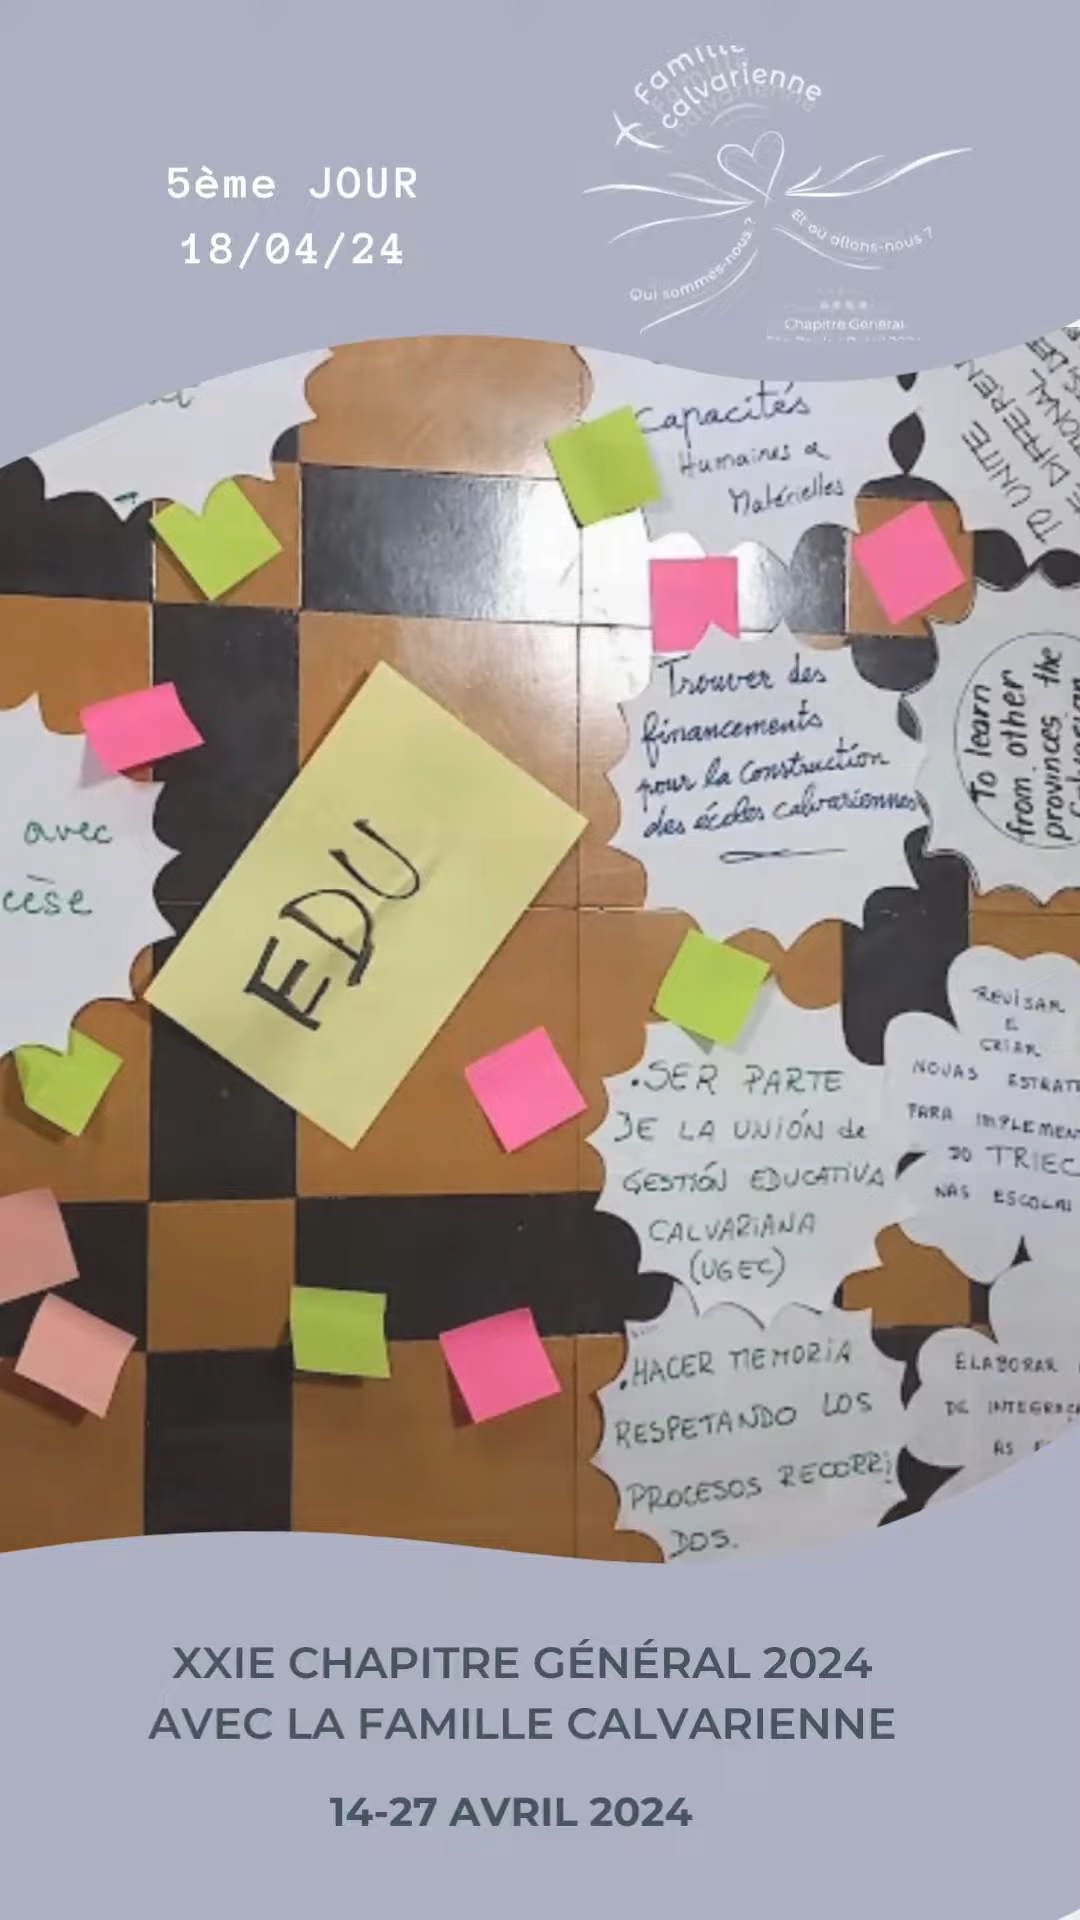 Famille
calvarienne
5ème JOUR
18/04/24
Qui sommes-nous ?
Et où allons-nous ?
Chapitre Général
Capacités
Humaines &
Matérielles
TO UNITE
To learn
from other
provinces the
Trouver des
financements
pour la construction
des écoles calvariennes
avec
EDU
.SER PARTE
DE LA UNIÓN de
GESTIÓN EDUCATIVA
CALVARIANA
(UGEC)
REVISAR
E
CRIAR
NOVAS
PARA
NAS
.HACER MEMORIA
RESPETANDO LOS
PROCESOS RECORRI
DOS.
ELABORAR
DE
AS
XXIE CHAPITRE GÉNÉRAL 2024
AVEC LA FAMILLE CALVARIENNE
14-27 AVRIL 2024